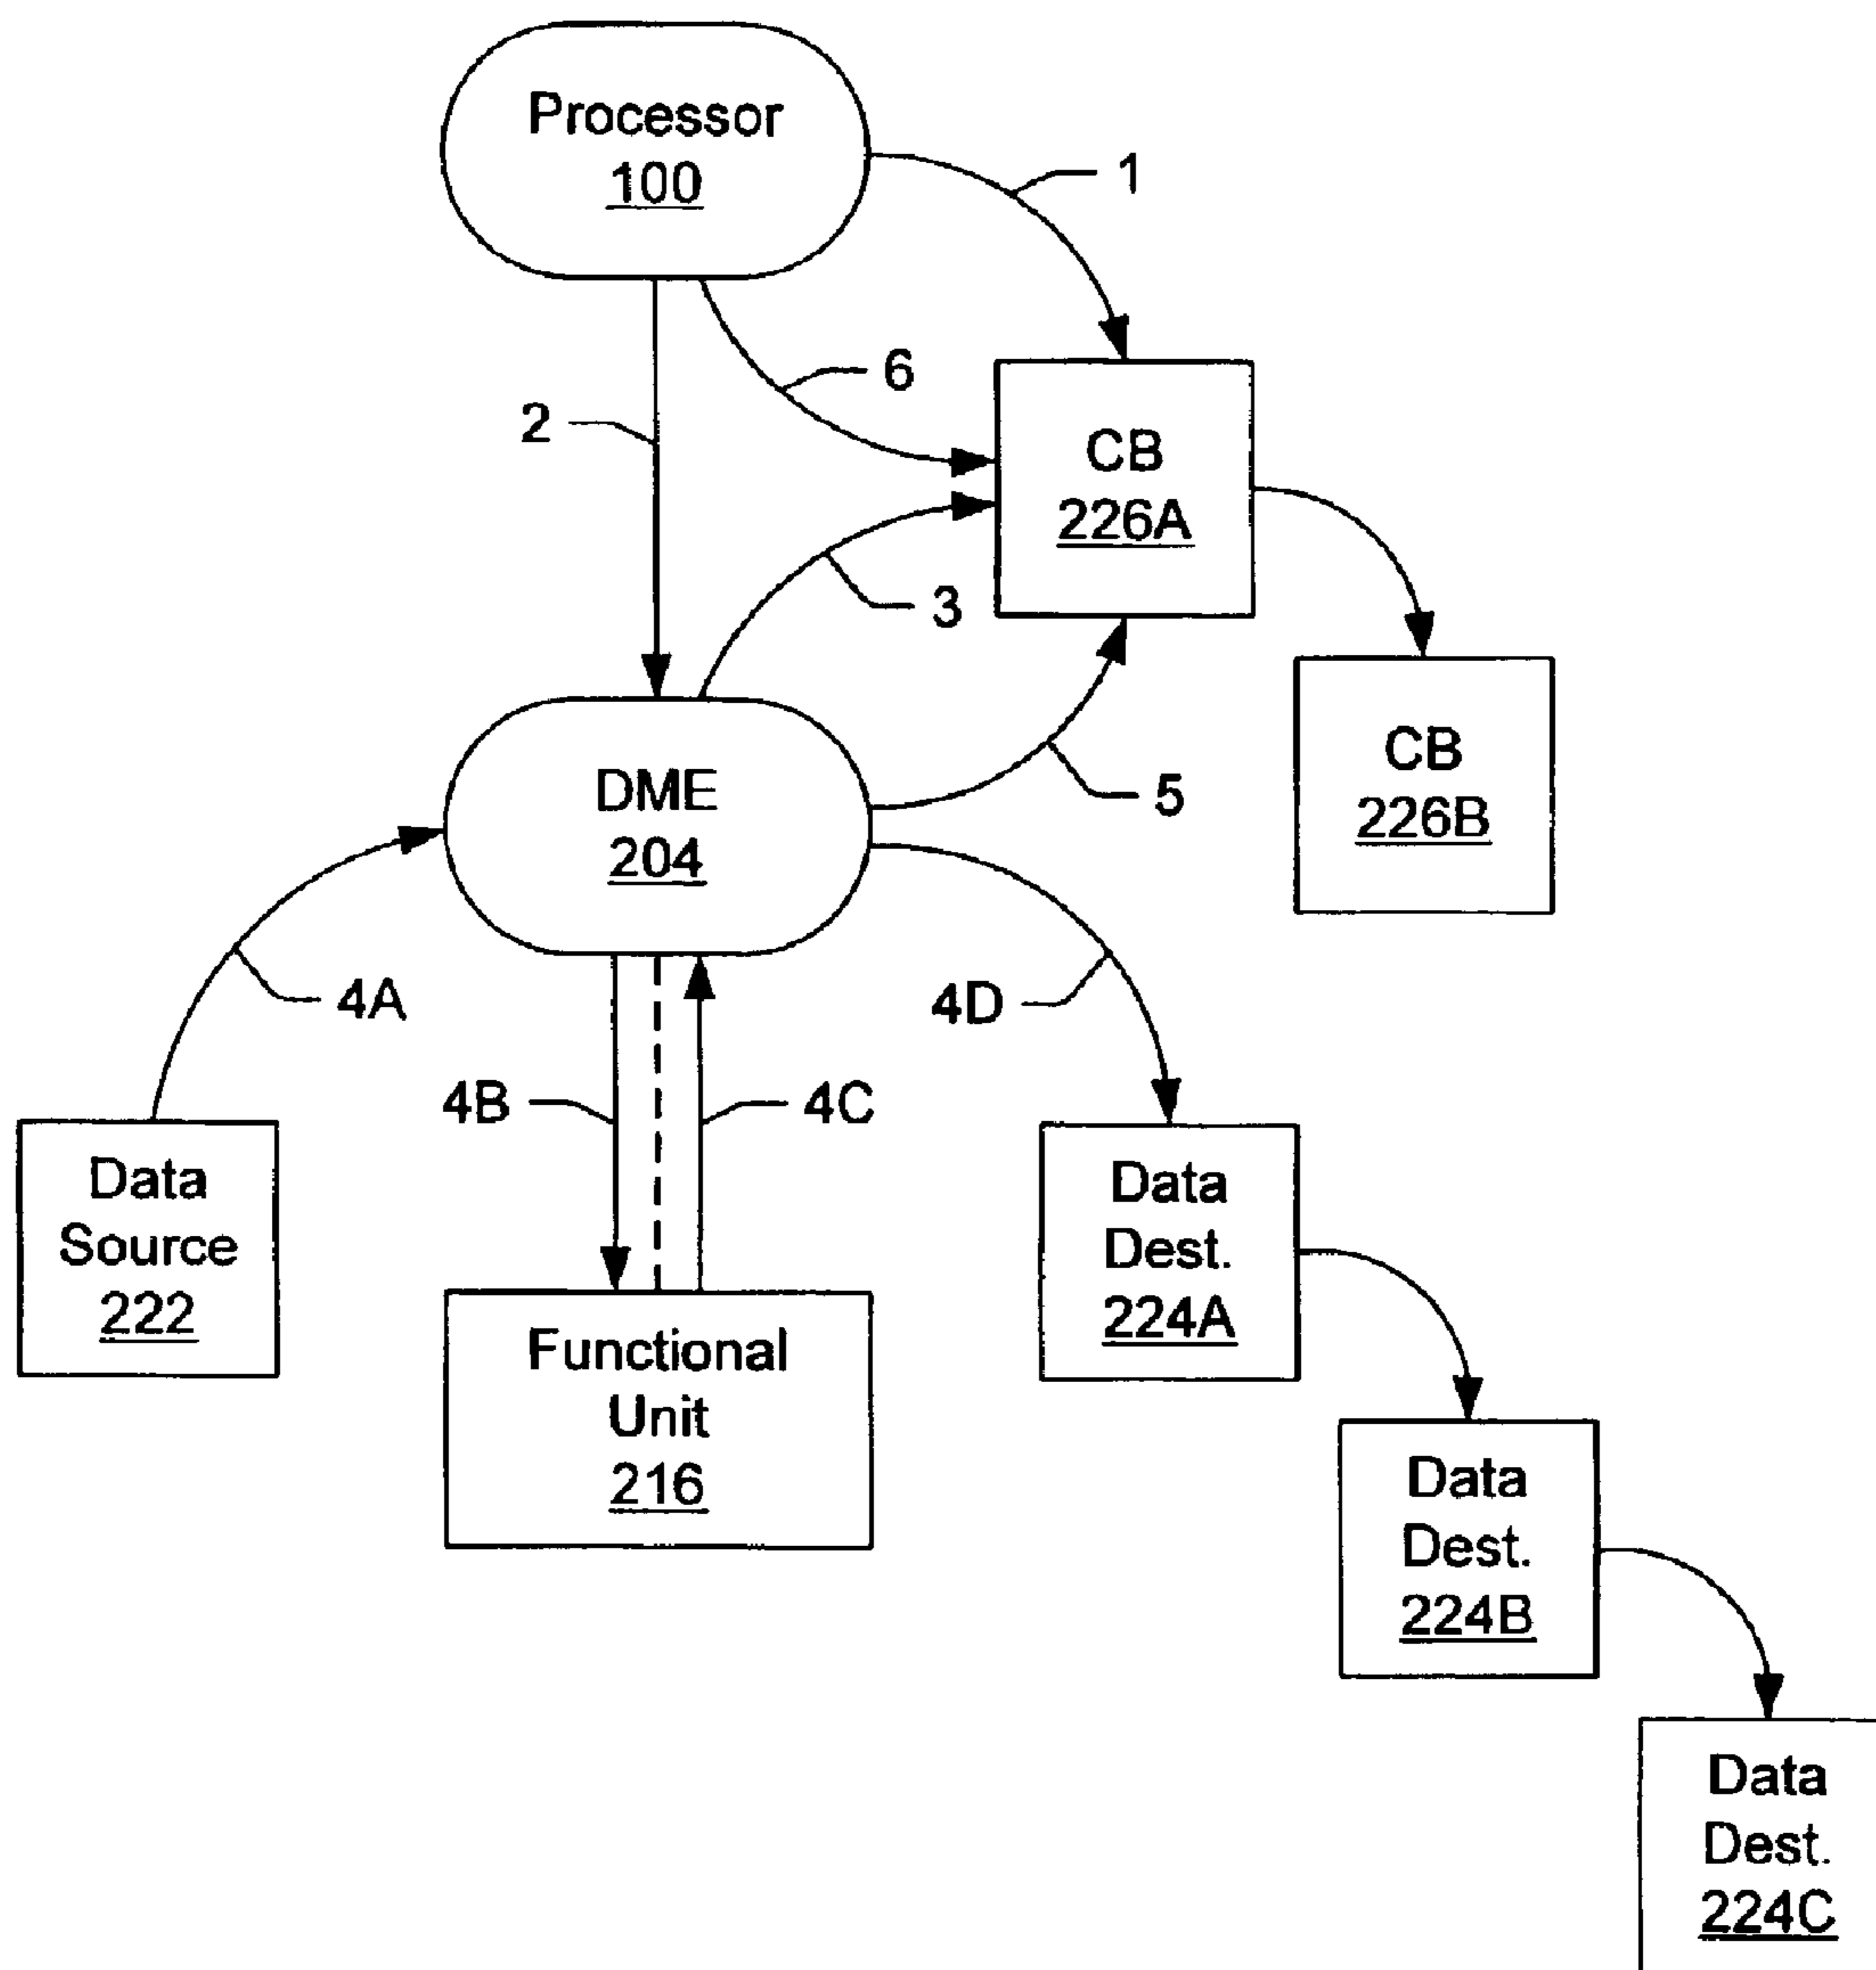 Processor
100
1
6
2
CB
226A
3
CB
226B
DME
204
5
4A
4D
4B
4C
Data
Source
222
Data
Dest.
224A
Functional
Unit
216
Data
Dest.
224B
Data
Dest.
224C